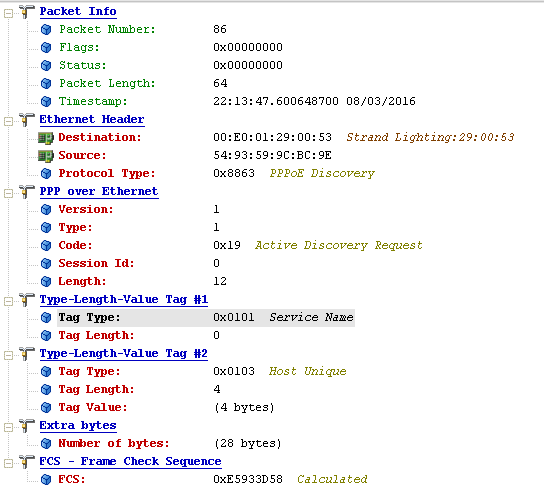 Packet Info
Packet Number: 86
Flags: 0x00000000
Status: 0x00000000
Packet Length: 64
Timestamp: 22:13:47.600648700 08/03/2016
Ethernet Header
Destination: 00:E0:01:29:00:53 Strand Lighting:29:00:53
Source: 54:93:59:9C:BC:9E
Protocol Type: 0x8863 PPPoE Discovery
PPP over Ethernet
Version: 1
Type: 1
Code: 0x19 Active Discovery Request
Session Id: 0
Length: 12
Type-Length-Value Tag #1
Tag Type: 0x0101 Service Name
Tag Length: 0
Type-Length-Value Tag #2
Tag Type: 0x0103 Host Unique
Tag Length: 4
Tag Value: (4 bytes)
Extra bytes
Number of bytes: (28 bytes)
FCS - Frame Check Sequence
FCS: 0xE5933D58 Calculated